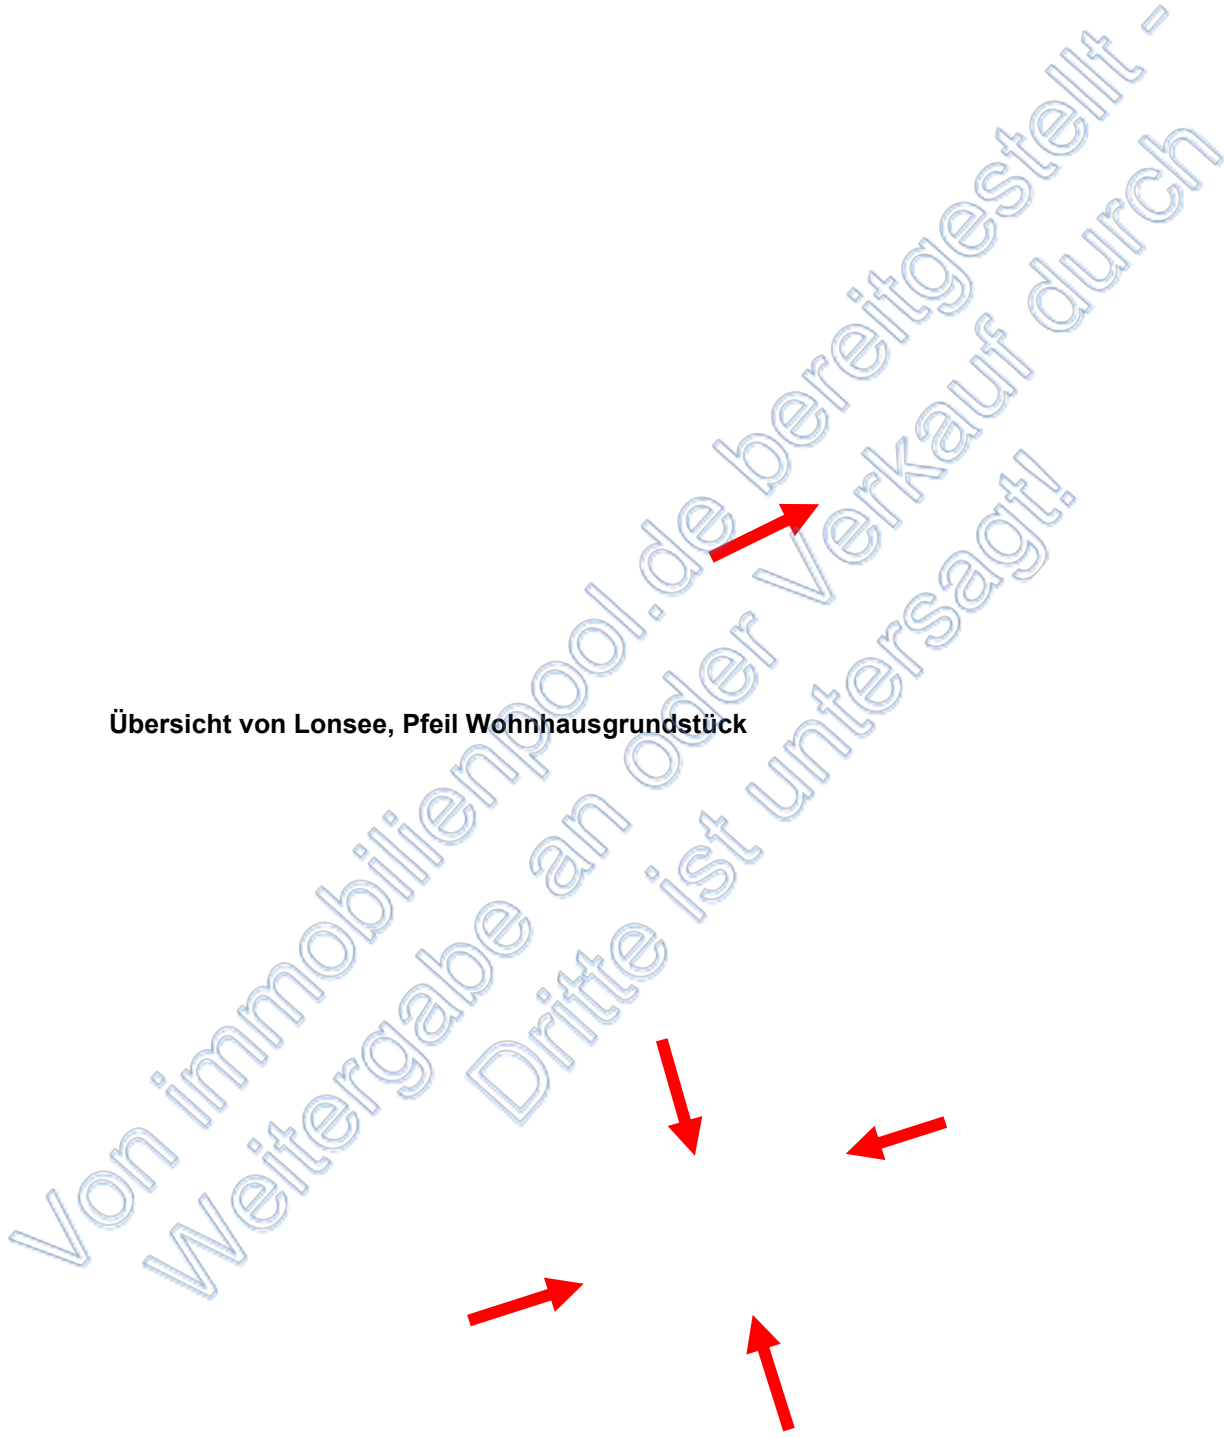 Übersicht von Lonsee, Pfeil Wohnhausgrundstück
Von immobilienpool.de bereitgestellt -
Weitergabe an oder Verkauf durch
Dritte ist untersagt!